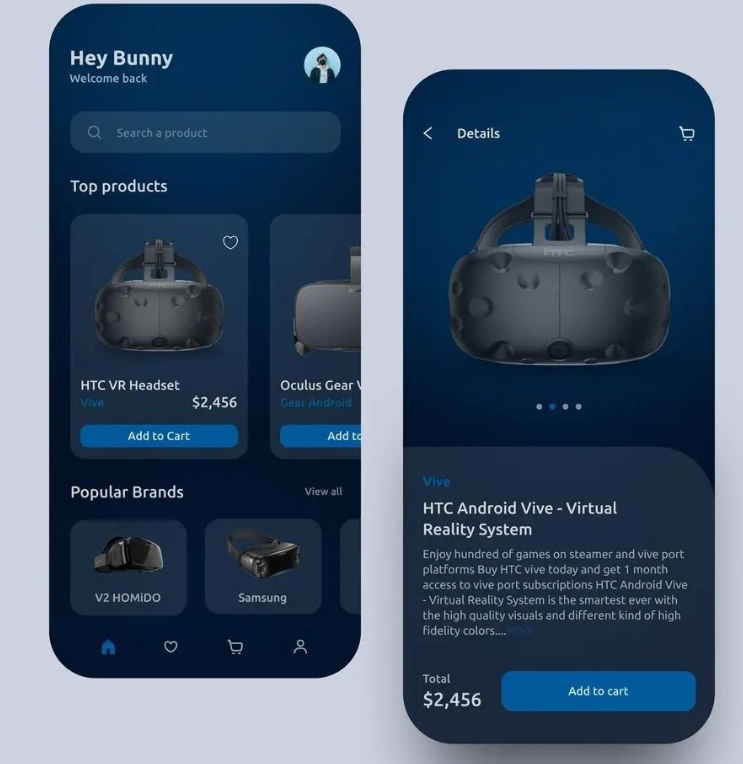 Hey Bunny
Welcome back
Search a product
Top products
HTC
HTC VR Headset
Vive
$2,456
Add to Cart
Oculus Gear
Gear Android
Add to
Popular Brands
View all
V2 HOMiDO
Samsung
Details
HTC
Vive
HTC Android Vive - Virtual
Reality System
Enjoy hundred of games on steamer and vive port
platforms Buy HTC vive today and get 1 month
access to vive port subscriptions HTC Android Vive
- Virtual Reality System is the smartest ever with
the high quality visuals and different kind of high
fidelity colors....More
Total
$2,456
Add to cart